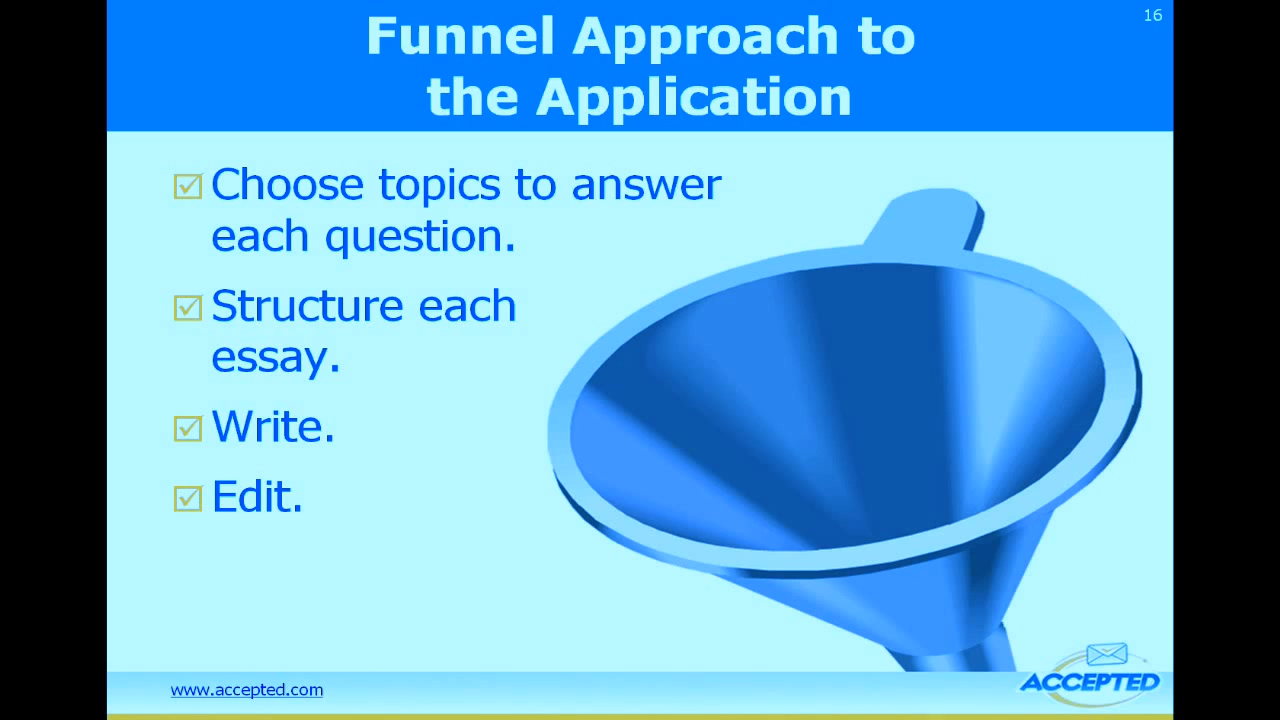 16
Funnel Approach to
the Application
Choose topics to answer
each question.
Structure each
essay.
Write.
Edit.
www.accepted.com
ACCEPTED